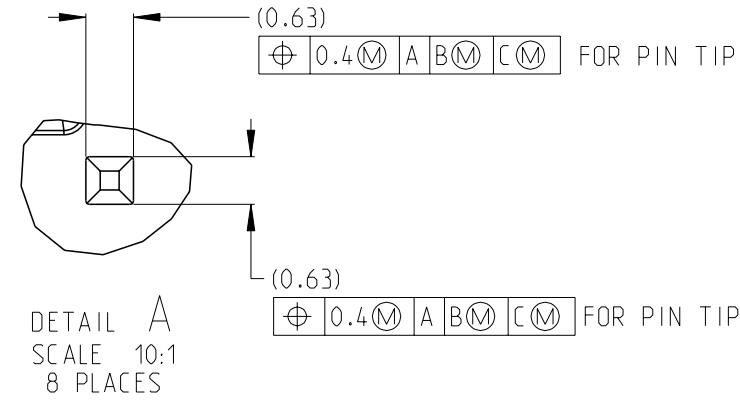 (0.63)
⌖ 0.4Ⓜ A BⓂ CⓂ FOR PIN TIP
(0.63)
⌖ 0.4Ⓜ A BⓂ CⓂ FOR PIN TIP
DETAIL A
SCALE 10:1
8 PLACES